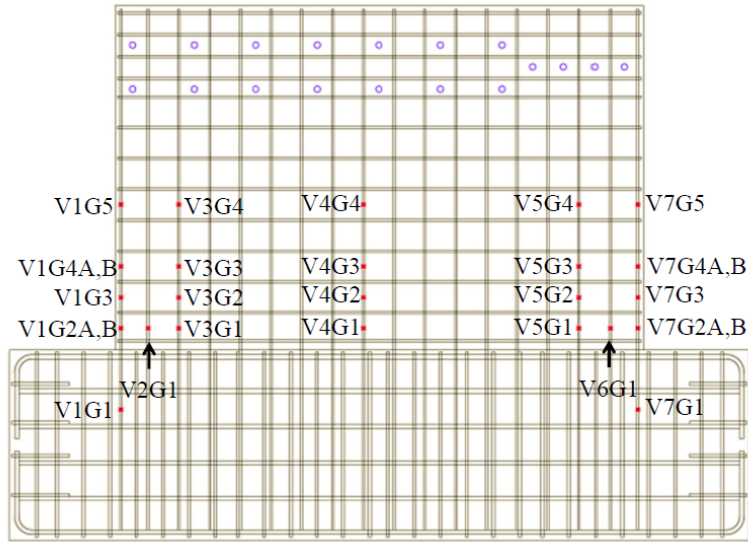 V1G5 V3G4 V4G4 V5G4 V7G5
V1G4A,B V3G3 V4G3 V5G3 V7G4A,B
V1G3 V3G2 V4G2 V5G2 V7G3
V1G2A,B V3G1 V4G1 V5G1 V7G2A,B
V2G1 V6G1
V1G1 V7G1